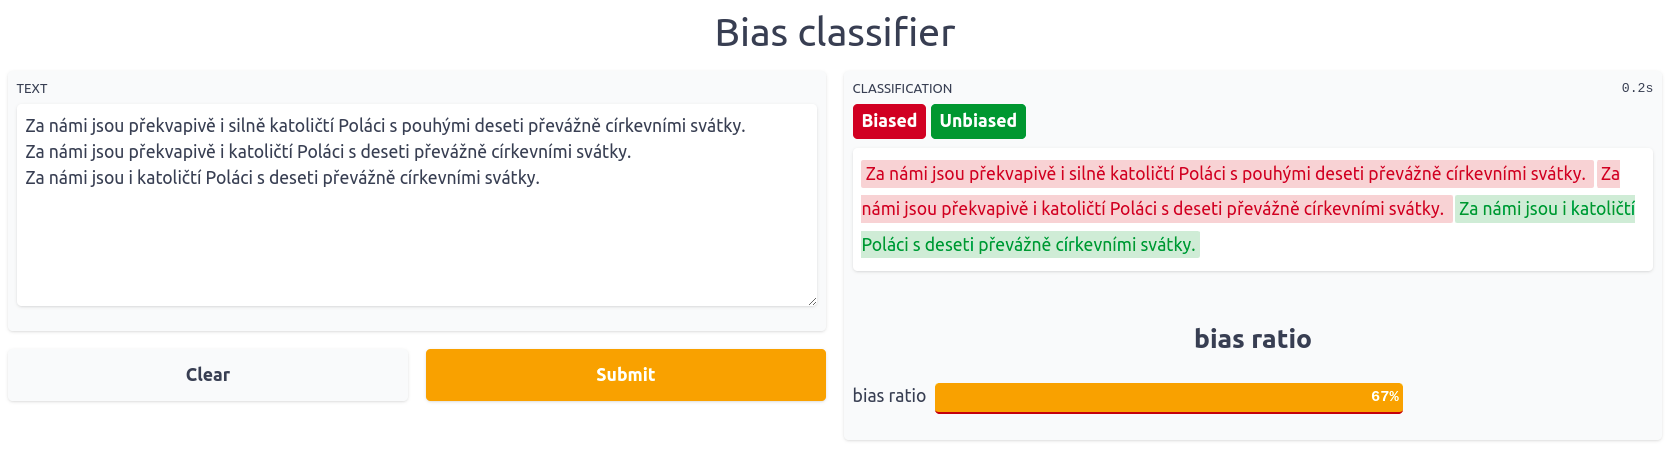 Bias classifier
TEXT
Za námi jsou překvapivě i silně katoličtí Poláci s pouhými deseti převážně církevními svátky.
Za námi jsou překvapivě i katoličtí Poláci s deseti převážně církevními svátky.
Za námi jsou i katoličtí Poláci s deseti převážně církevními svátky.
Clear
Submit
CLASSIFICATION
0.2s
Biased
Unbiased
Za námi jsou překvapivě i silně katoličtí Poláci s pouhými deseti převážně církevními svátky. Za
námi jsou překvapivě i katoličtí Poláci s deseti převážně církevními svátky. Za námi jsou i katoličtí
Poláci s deseti převážně církevními svátky.
bias ratio
bias ratio
67%